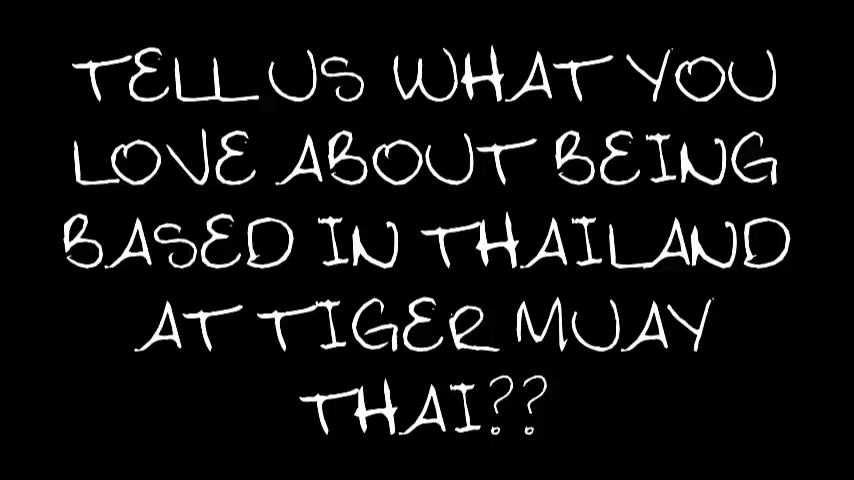 TELL US WHAT YOU
LOVE ABOUT BEING
BASED IN THAILAND
AT TIGER MUAY
THAI??